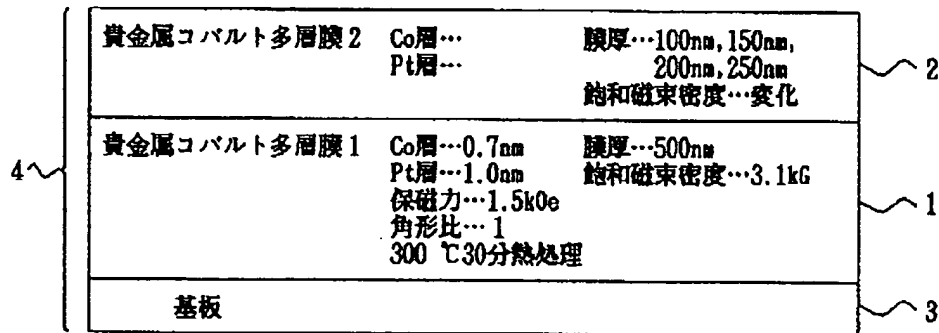 貴金属コバルト多層膜2 Co層… 膜厚…100nm,150nm,
Pt層… 200nm,250nm
飽和磁束密度…変化
2
貴金属コバルト多層膜1 Co層…0.7nm 膜厚…500nm
Pt層…1.0nm 飽和磁束密度…3.1kG
保磁力…1.5kOe
角形比…1
300 ℃30分熱処理
4
1
基板
3